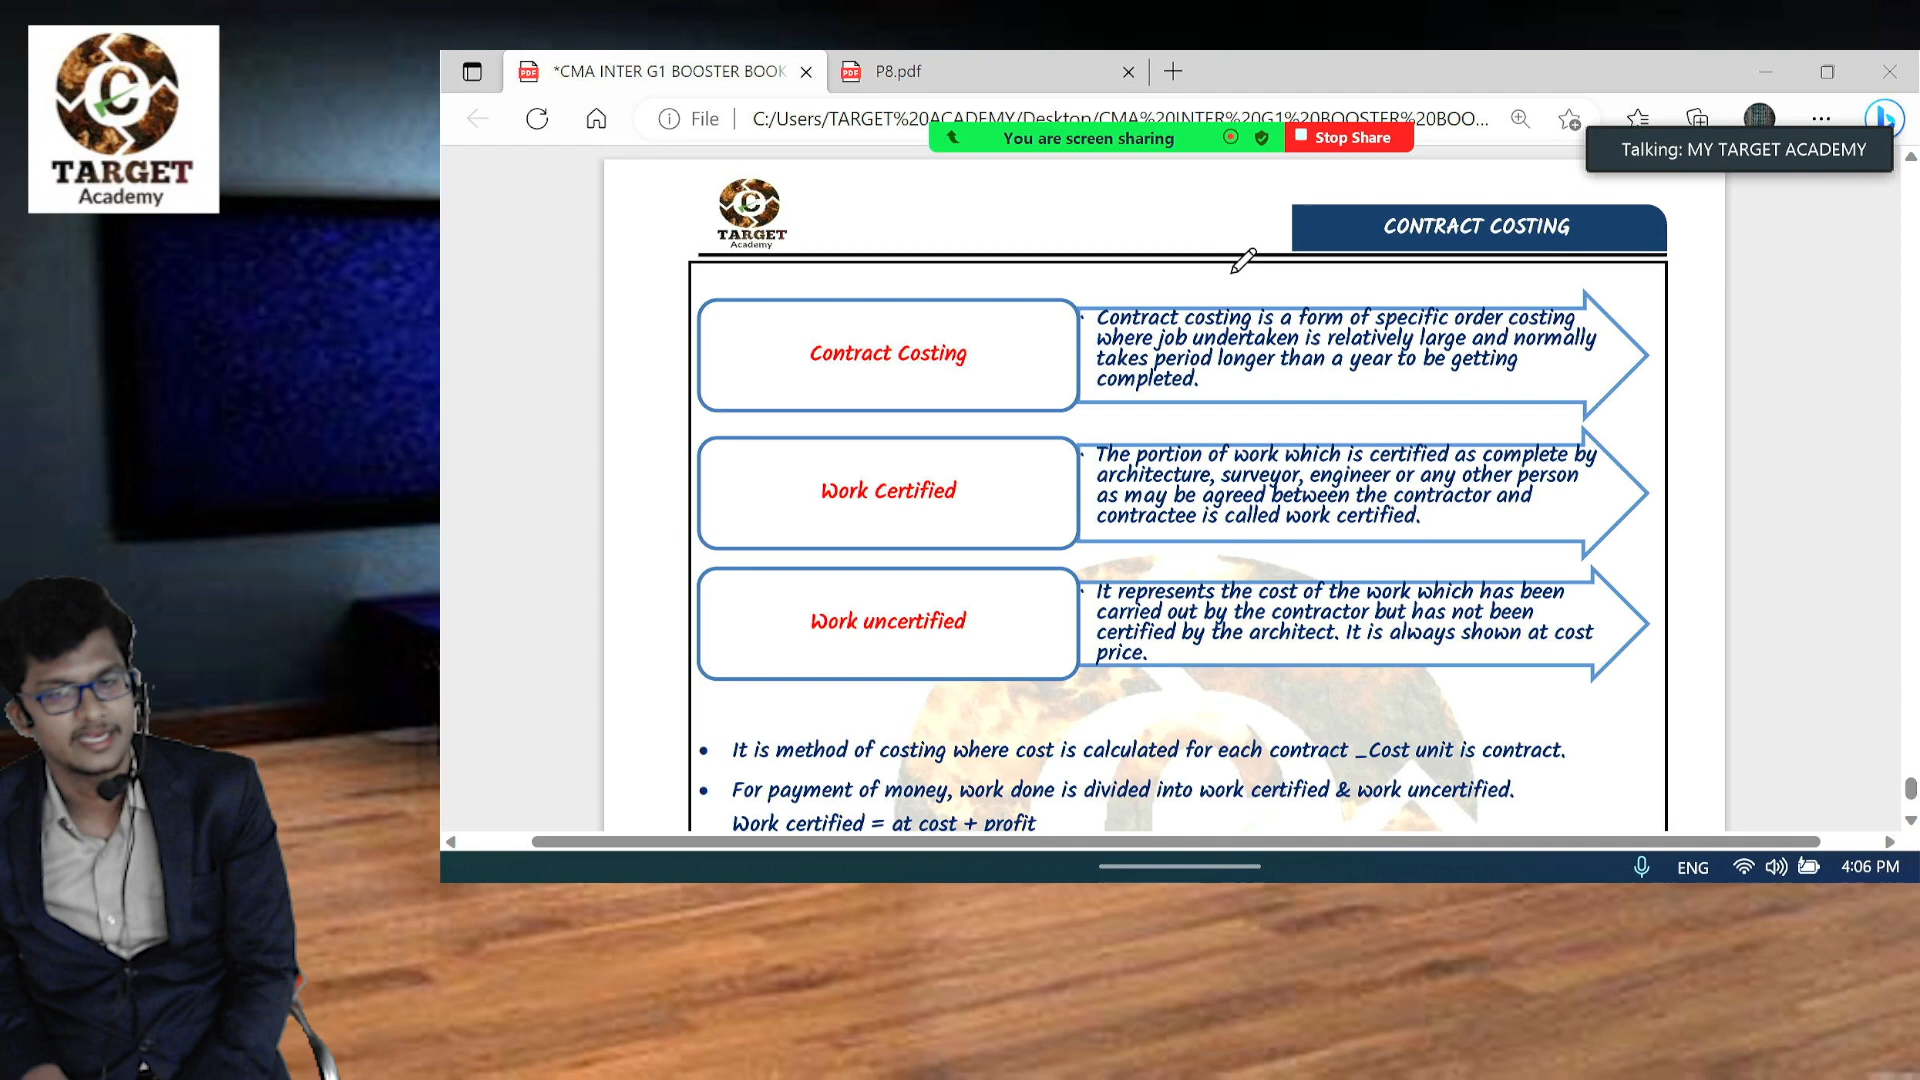 TARGET
Academy
*CMA INTER G1 BOOSTER BOOK
P8.pdf
File
C:/Users/TARGET%20ACADEMY/Desktop/CMA%20INTER%20G1%20BOOSTER%20BOO...
You are screen sharing
Stop Share
Talking: MY TARGET ACADEMY
TARGET
Academy
CONTRACT COSTING
Contract Costing
Contract costing is a form of specific order costing
where job undertaken is relatively large and normally
takes period longer than a year to be getting
completed.
Work Certified
The portion of work which is certified as complete by
architecture, surveyor, engineer or any other person
as may be agreed between the contractor and
contractee is called work certified.
Work uncertified
It represents the cost of the work which has been
carried out by the contractor but has not been
certified by the architect. It is always shown at cost
price.
• It is method of costing where cost is calculated for each contract _Cost unit is contract.
• For payment of money, work done is divided into work certified & work uncertified.
Work certified = at cost + profit
ENG
4:06 PM